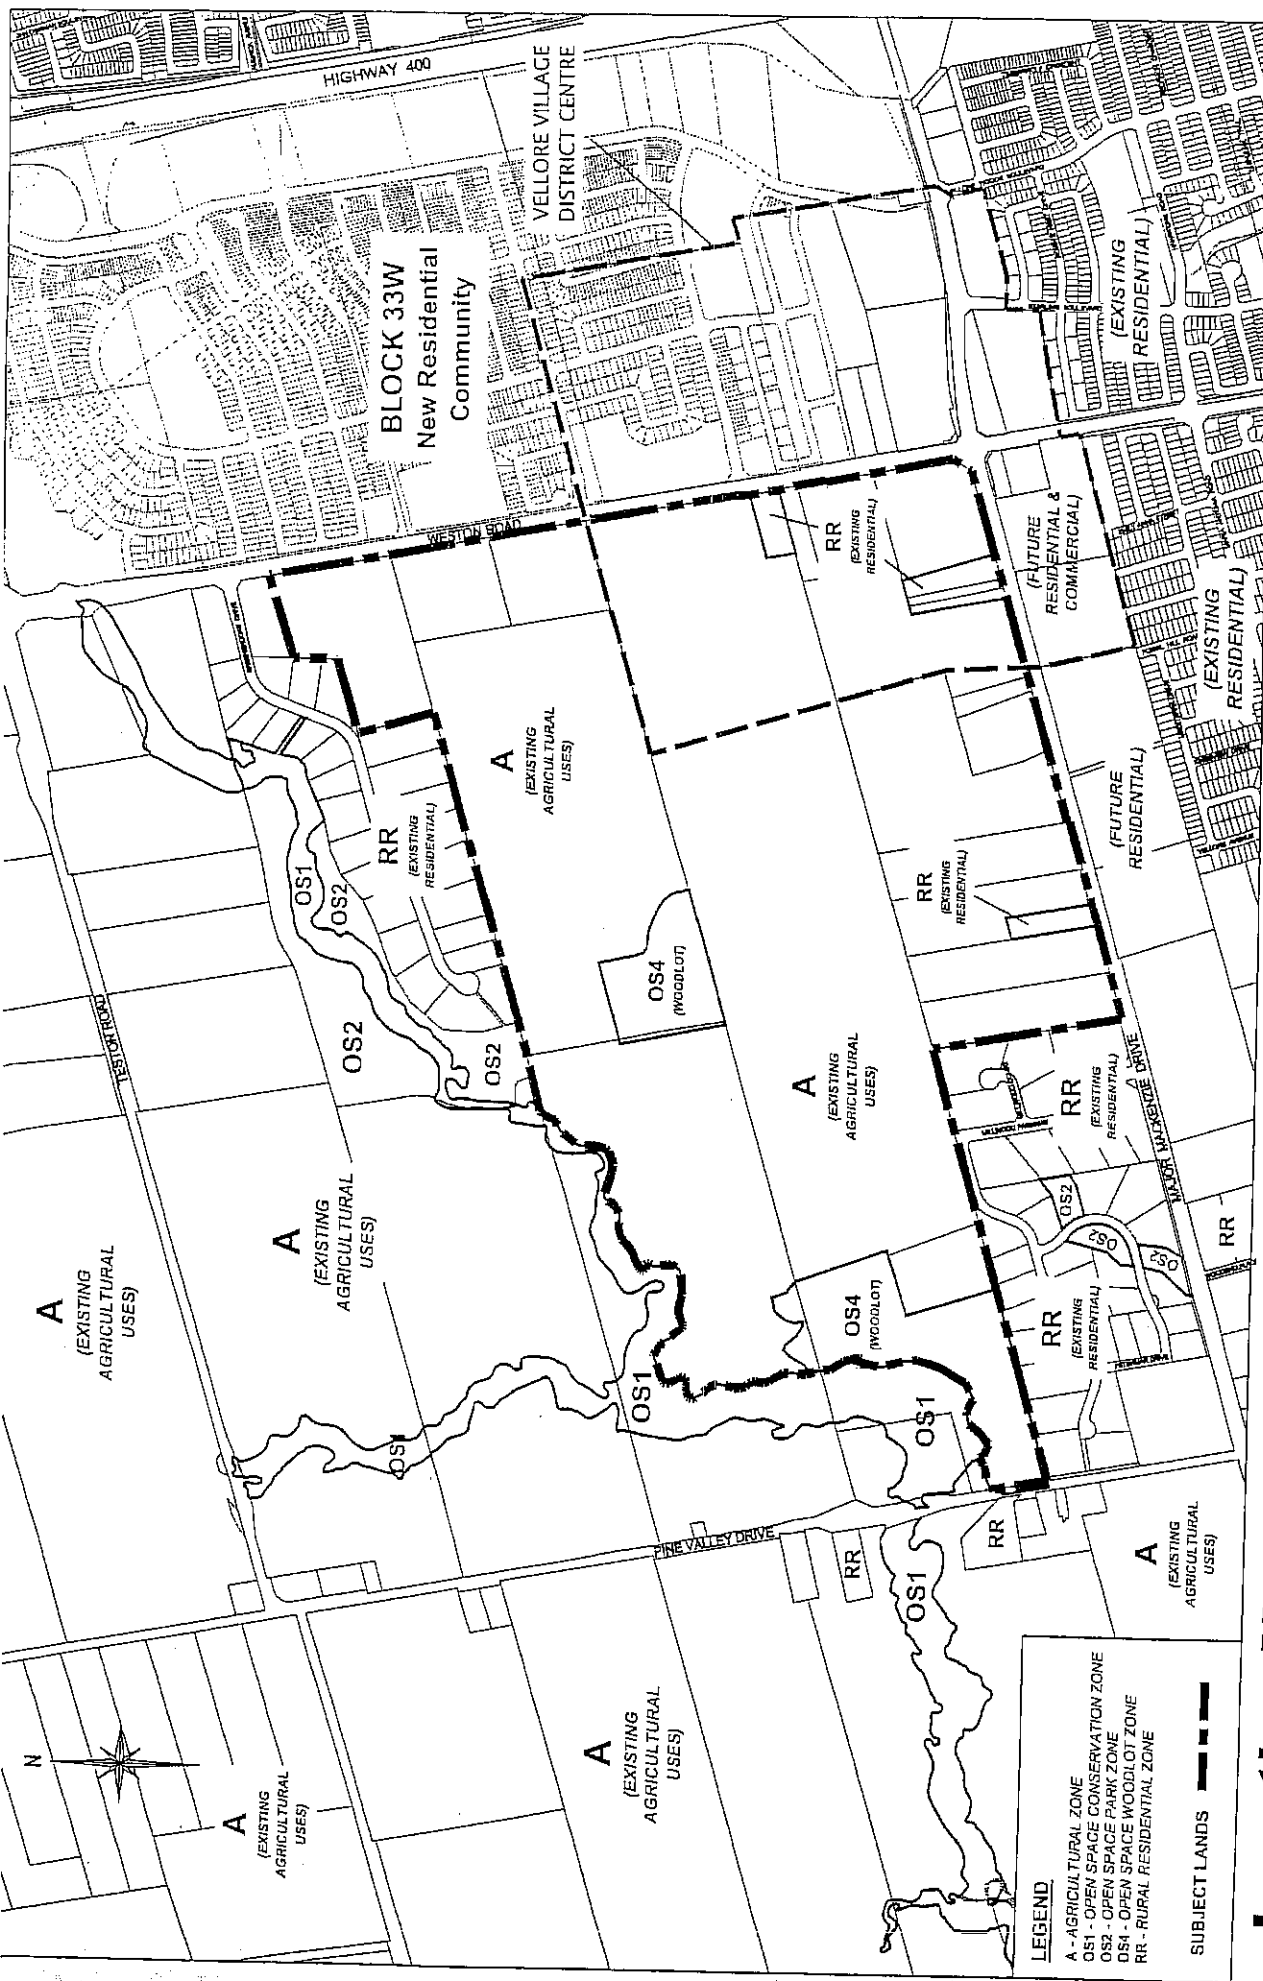 HIGHWAY 400
VELLORE VILLAGE
DISTRICT CENTRE
BLOCK 33W
New Residential
Community
WESTON ROAD
(EXISTING
RESIDENTIAL)
(FUTURE
RESIDENTIAL &
COMMERCIAL)
(EXISTING
RESIDENTIAL)
(FUTURE
RESIDENTIAL)
RR
(EXISTING
RESIDENTIAL)
RR
(EXISTING
RESIDENTIAL)
A
(EXISTING
AGRICULTURAL
USES)
RR
(EXISTING
RESIDENTIAL)
OS1
OS2
OS2
OS2
OS4
(WOODLOT)
TESTON ROAD
A
(EXISTING
AGRICULTURAL
USES)
RR
(EXISTING
RESIDENTIAL)
MAJOR MACKENZIE DRIVE
OS2
OS2
OS2
RR
RR
(EXISTING
RESIDENTIAL)
OS4
(WOODLOT)
A
(EXISTING
AGRICULTURAL
USES)
A
(EXISTING
AGRICULTURAL
USES)
OS1
OS1
OS1
PINE VALLEY DRIVE
RR
RR
OS1
A
(EXISTING
AGRICULTURAL
USES)
A
(EXISTING
AGRICULTURAL
USES)
A
(EXISTING
AGRICULTURAL
USES)
N
LEGEND
A - AGRICULTURAL ZONE
OS1 - OPEN SPACE CONSERVATION ZONE
OS2 - OPEN SPACE PARK ZONE
OS4 - OPEN SPACE WOODLOT ZONE
RR - RURAL RESIDENTIAL ZONE
SUBJECT LANDS